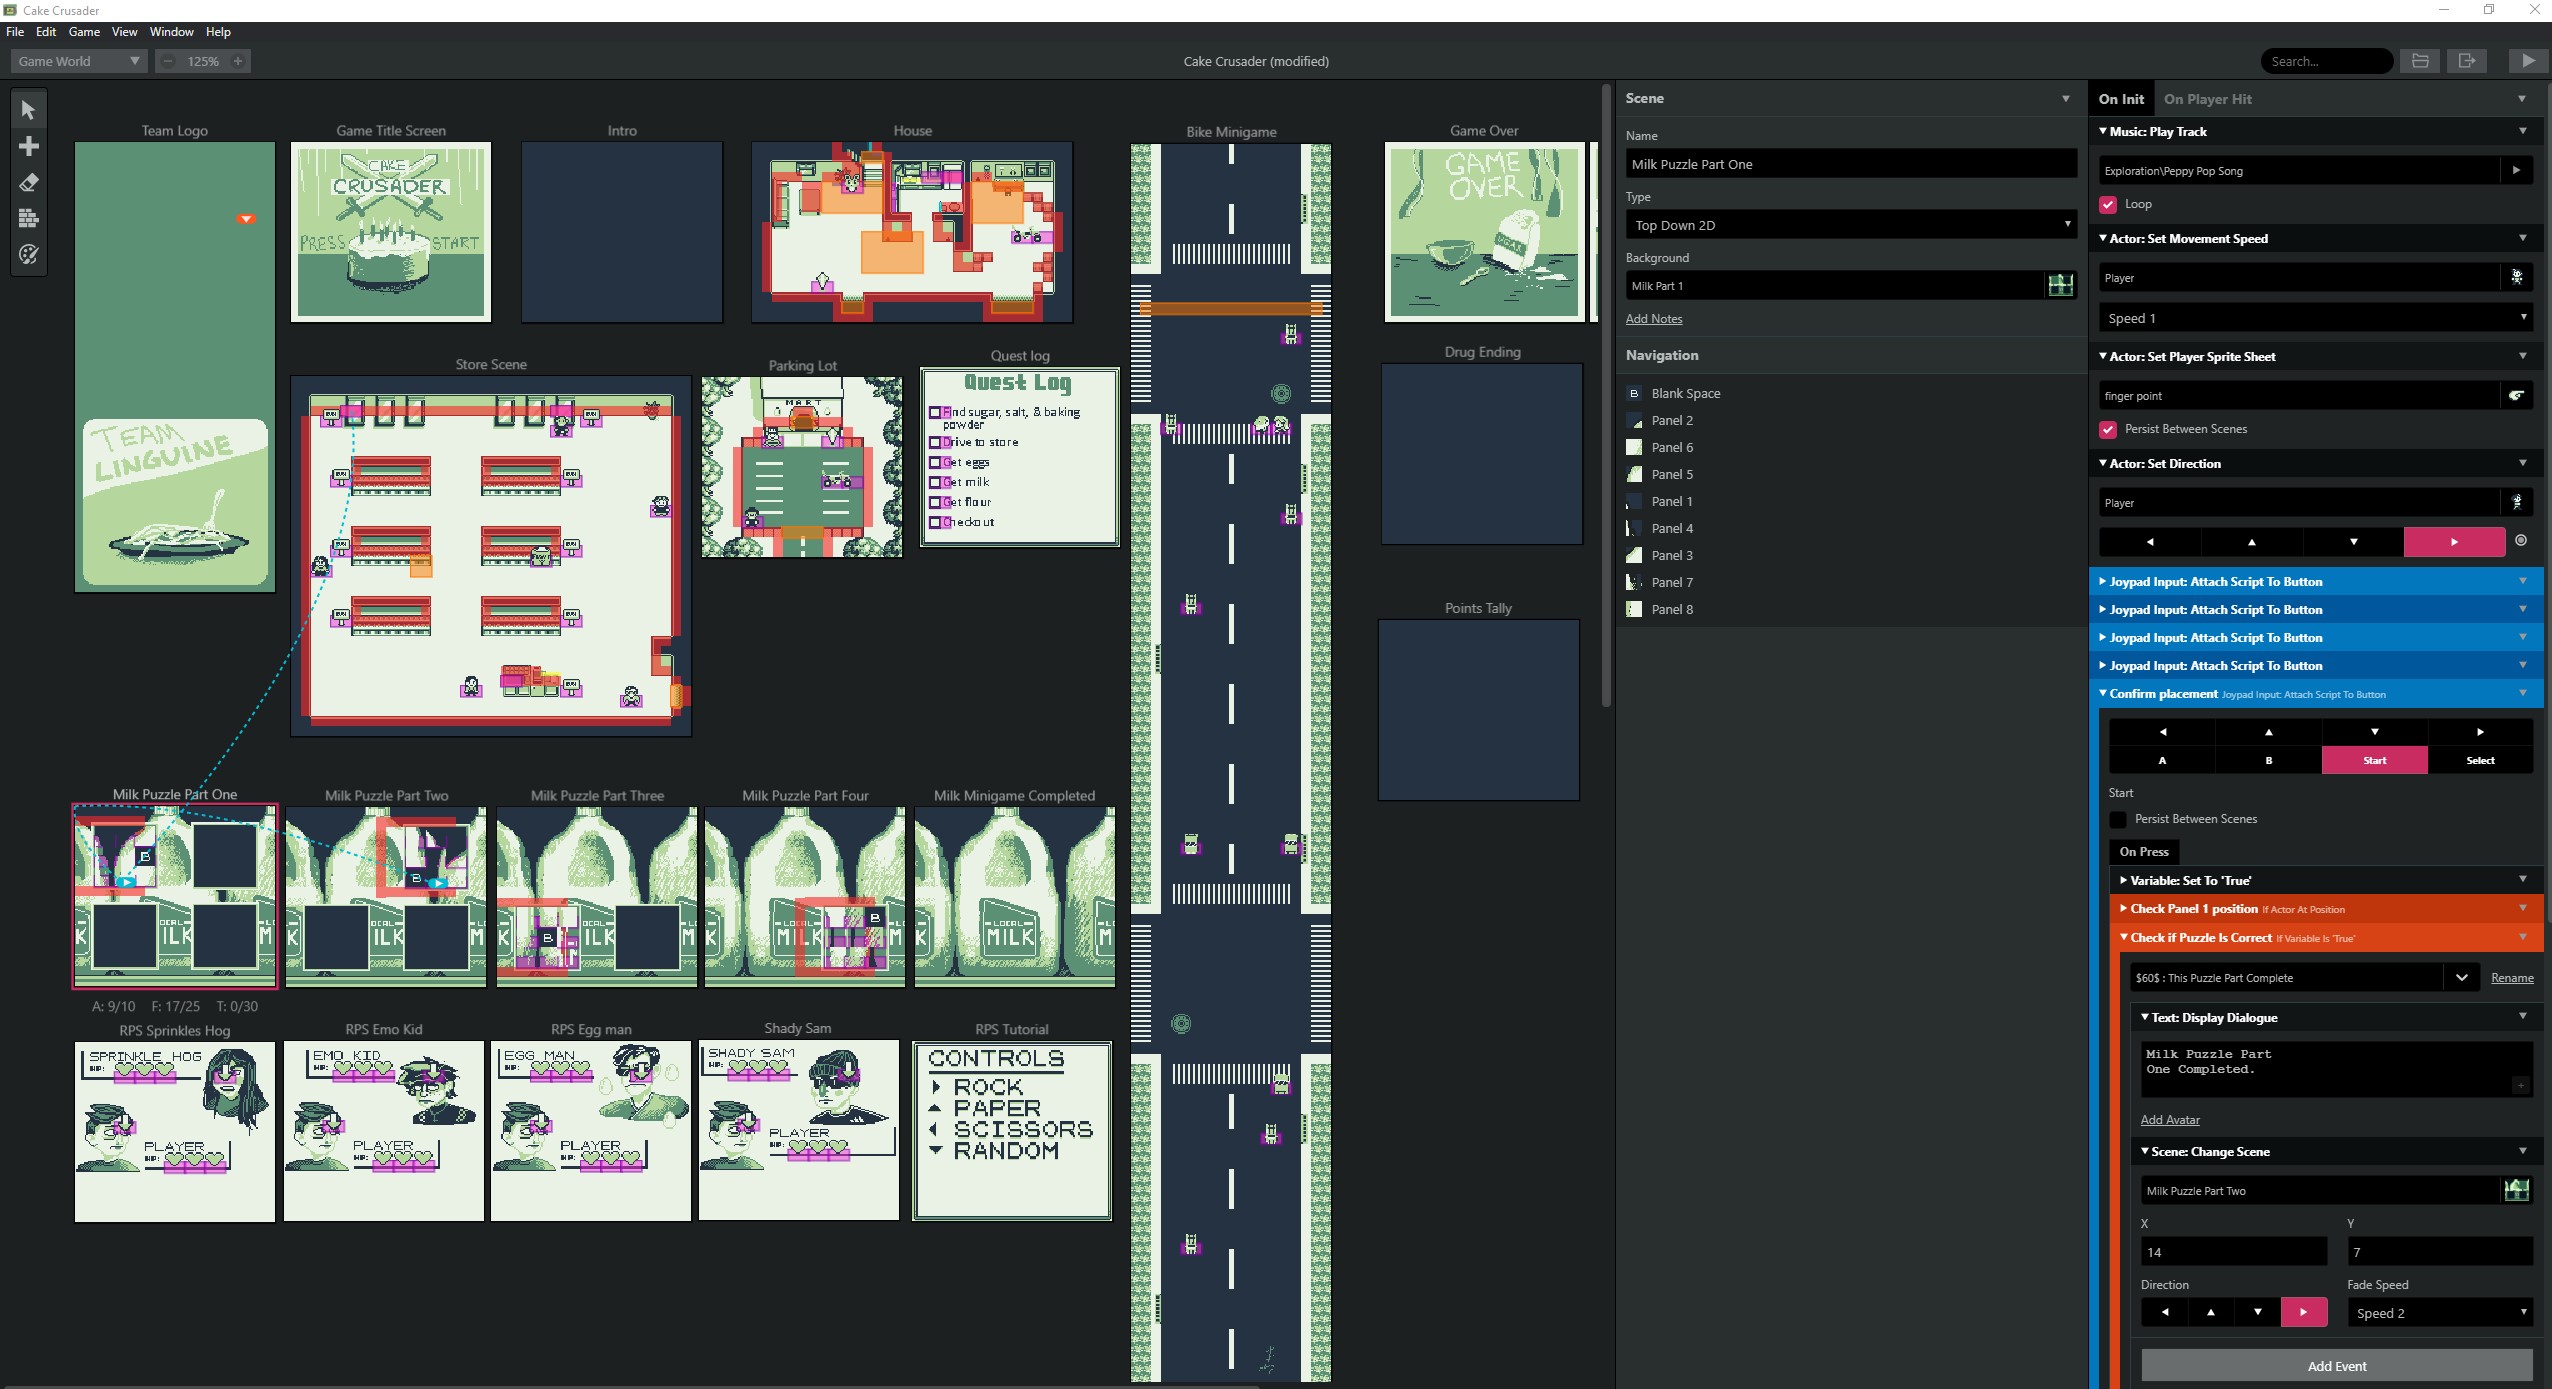 Cake Crusader
File Edit Game View Window Help
Game World
125%
Cake Crusader (modified)
Search...
Team Logo
TEAM
LINGUINE
Game Title Screen
CAKE
CRUSADER
PRESS START
Intro
House
Bike Minigame
Game Over
GAME
OVER
SUGAR
Store Scene
Parking Lot
MART
Quest log
Quest Log
Find sugar, salt, & baking
powder
Drive to store
Get eggs
Get milk
Get flour
Checkout
Drug Ending
Points Tally
Milk Puzzle Part One
B
A: 9/10 F: 17/25 T: 0/30
Milk Puzzle Part Two
B
Milk Puzzle Part Three
B
Milk Puzzle Part Four
B
LOCAL
MILK
Milk Minigame Completed
LOCAL
MILK
RPS Sprinkles Hog
SPRINKLE HOG
HP:
PLAYER
HP:
RPS Emo Kid
EMO KID
HP:
PLAYER
HP:
RPS Egg man
EGG MAN
HP:
PLAYER
HP:
Shady Sam
SHADY SAM
HP:
PLAYER
HP:
RPS Tutorial
CONTROLS
ROCK
PAPER
SCISSORS
RANDOM
Scene
Name
Milk Puzzle Part One
Type
Top Down 2D
Background
Milk Part 1
Add Notes
Navigation
B Blank Space
Panel 2
Panel 6
Panel 5
Panel 1
Panel 4
Panel 3
Panel 7
Panel 8
On Init On Player Hit
Music: Play Track
Exploration\Peppy Pop Song
Loop
Actor: Set Movement Speed
Player
Speed 1
Actor: Set Player Sprite Sheet
finger point
Persist Between Scenes
Actor: Set Direction
Player
Joypad Input: Attach Script To Button
Joypad Input: Attach Script To Button
Joypad Input: Attach Script To Button
Joypad Input: Attach Script To Button
Confirm placement Joypad Input: Attach Script To Button
A B Start Select
Start
Persist Between Scenes
On Press
Variable: Set To 'True'
Check Panel 1 position If Actor At Position
Check if Puzzle Is Correct If Variable Is 'True'
$60$ : This Puzzle Part Complete
Rename
Text: Display Dialogue
Milk Puzzle Part
One Completed.
Add Avatar
Scene: Change Scene
Milk Puzzle Part Two
X Y
14 7
Direction Fade Speed
Speed 2
Add Event